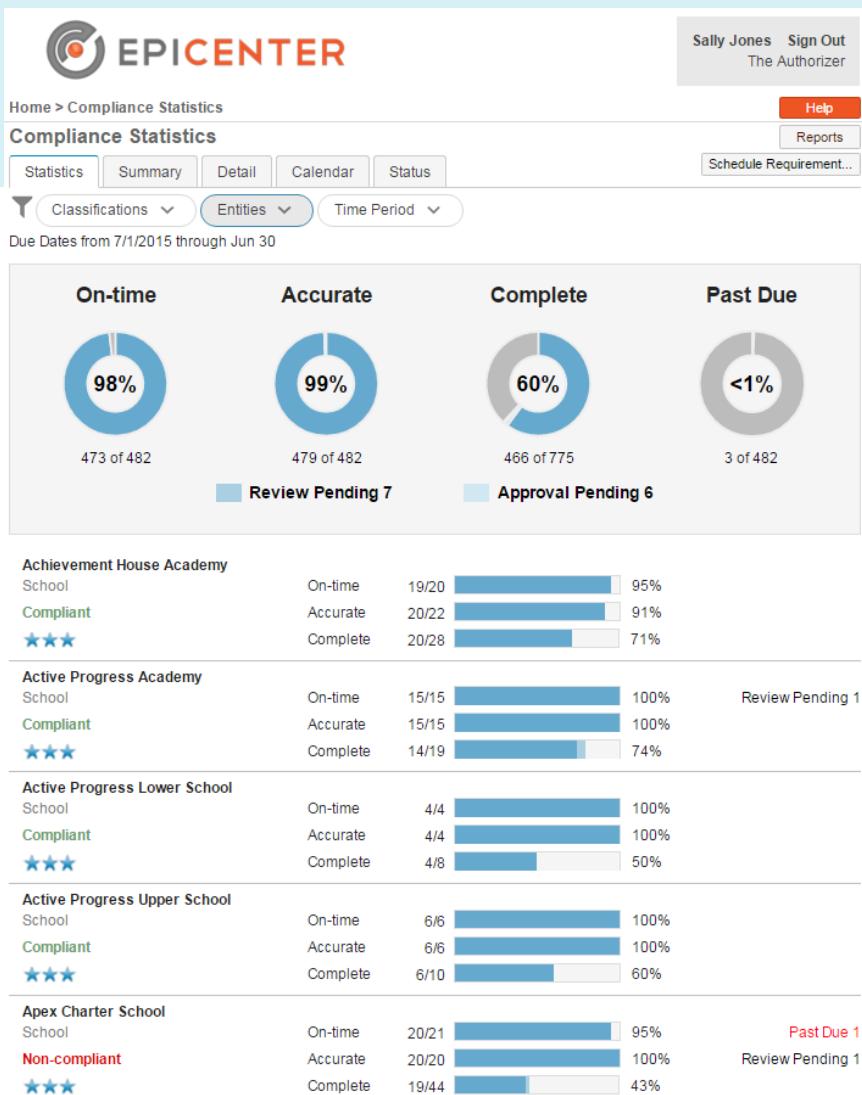 EPICENTER
Sally Jones Sign Out
The Authorizer
Home > Compliance Statistics
Help
Compliance Statistics
Reports
Statistics Summary Detail Calendar Status
Schedule Requirement...
Classifications Entities Time Period
Due Dates from 7/1/2015 through Jun 30
On-time Accurate Complete Past Due
98% 99% 60% <1%
473 of 482 479 of 482 466 of 775 3 of 482
Review Pending 7 Approval Pending 6
Achievement House Academy
School On-time 19/20 95%
Compliant Accurate 20/22 91%
Complete 20/28 71%
Active Progress Academy
School On-time 15/15 100% Review Pending 1
Compliant Accurate 15/15 100%
Complete 14/19 74%
Active Progress Lower School
School On-time 4/4 100%
Compliant Accurate 4/4 100%
Complete 4/8 50%
Active Progress Upper School
School On-time 6/6 100%
Compliant Accurate 6/6 100%
Complete 6/10 60%
Apex Charter School
School On-time 20/21 95% Past Due 1
Non-compliant Accurate 20/20 100% Review Pending 1
Complete 19/44 43%